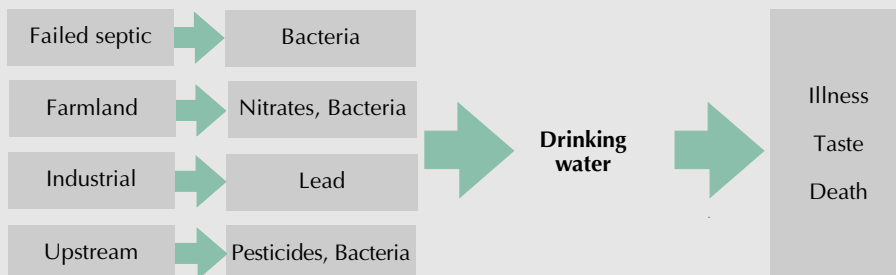 Failed septic
Bacteria
Farmland
Nitrates, Bacteria
Industrial
Lead
Upstream
Pesticides, Bacteria
Drinking
water
Illness
Taste
Death